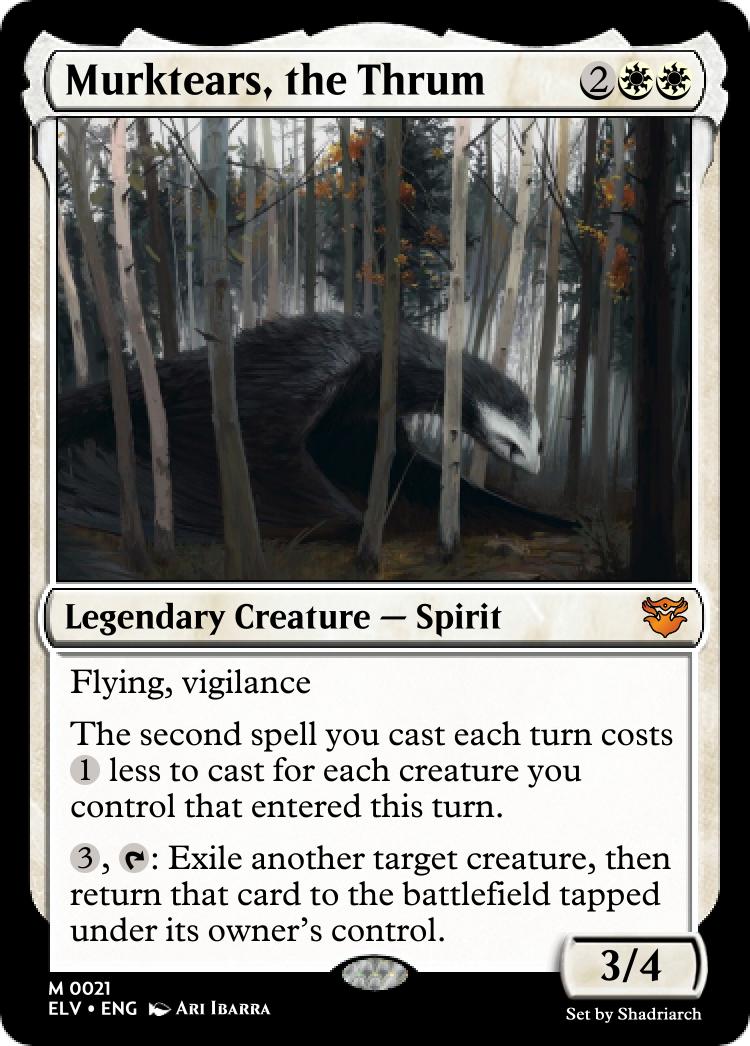 Murktears, the Thrum 2
Legendary Creature — Spirit
Flying, vigilance
The second spell you cast each turn costs
1 less to cast for each creature you
control that entered this turn.
3, : Exile another target creature, then
return that card to the battlefield tapped
under its owner’s control.
3/4
M 0021
ELV • ENG Ari Ibarra
Set by Shadriarch